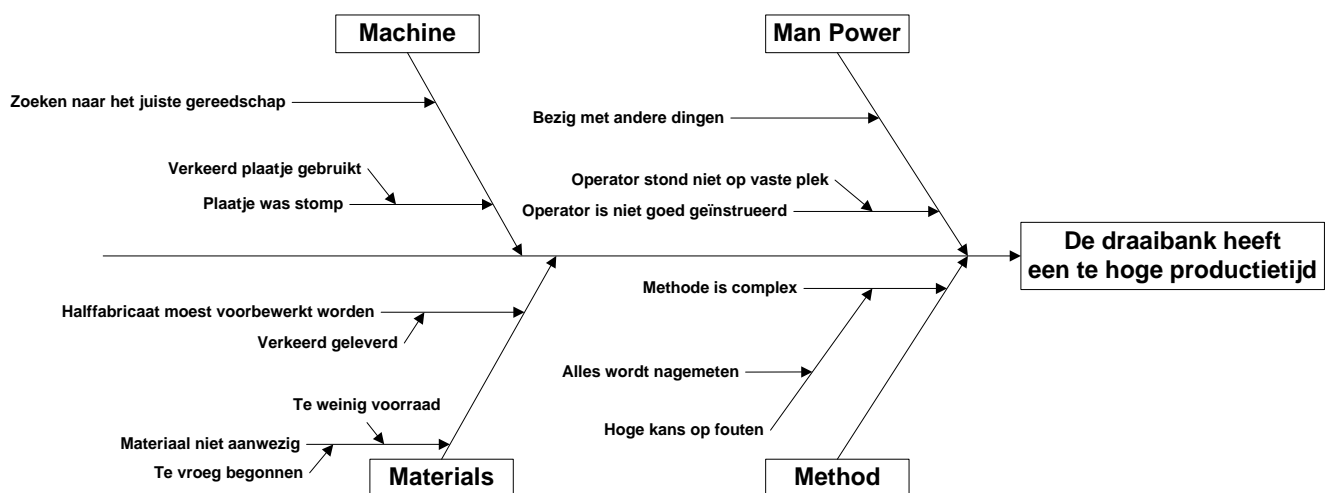 Machine
Man Power
Zoeken naar het juiste gereedschap
Bezig met andere dingen
Verkeerd plaatje gebruikt
Operator stond niet op vaste plek
Plaatje was stomp
Operator is niet goed geïnstrueerd
De draaibank heeft
een te hoge productietijd
Methode is complex
Halffabricaat moest voorbewerkt worden
Verkeerd geleverd
Alles wordt nagemeten
Te weinig voorraad
Hoge kans op fouten
Materiaal niet aanwezig
Te vroeg begonnen
Materials
Method